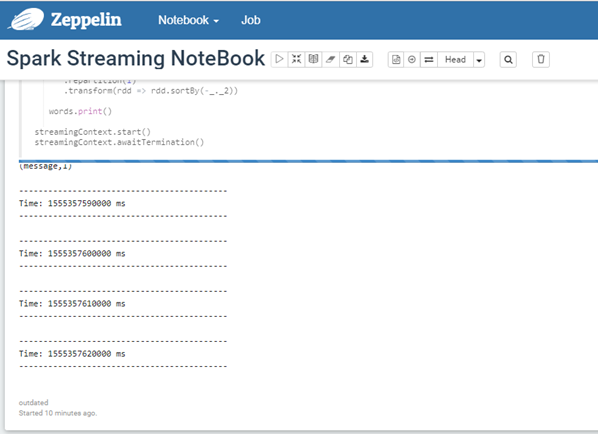 Zeppelin Notebook Job
Spark Streaming NoteBook Head
.repartition(1)
.transform(rdd => rdd.sortBy(-_._2))
words.print()
streamingContext.start()
streamingContext.awaitTermination()
(message,1)
-------------------------------------------
Time: 1555357590000 ms
-------------------------------------------
-------------------------------------------
Time: 1555357600000 ms
-------------------------------------------
-------------------------------------------
Time: 1555357610000 ms
-------------------------------------------
-------------------------------------------
Time: 1555357620000 ms
-------------------------------------------
outdated
Started 10 minutes ago.